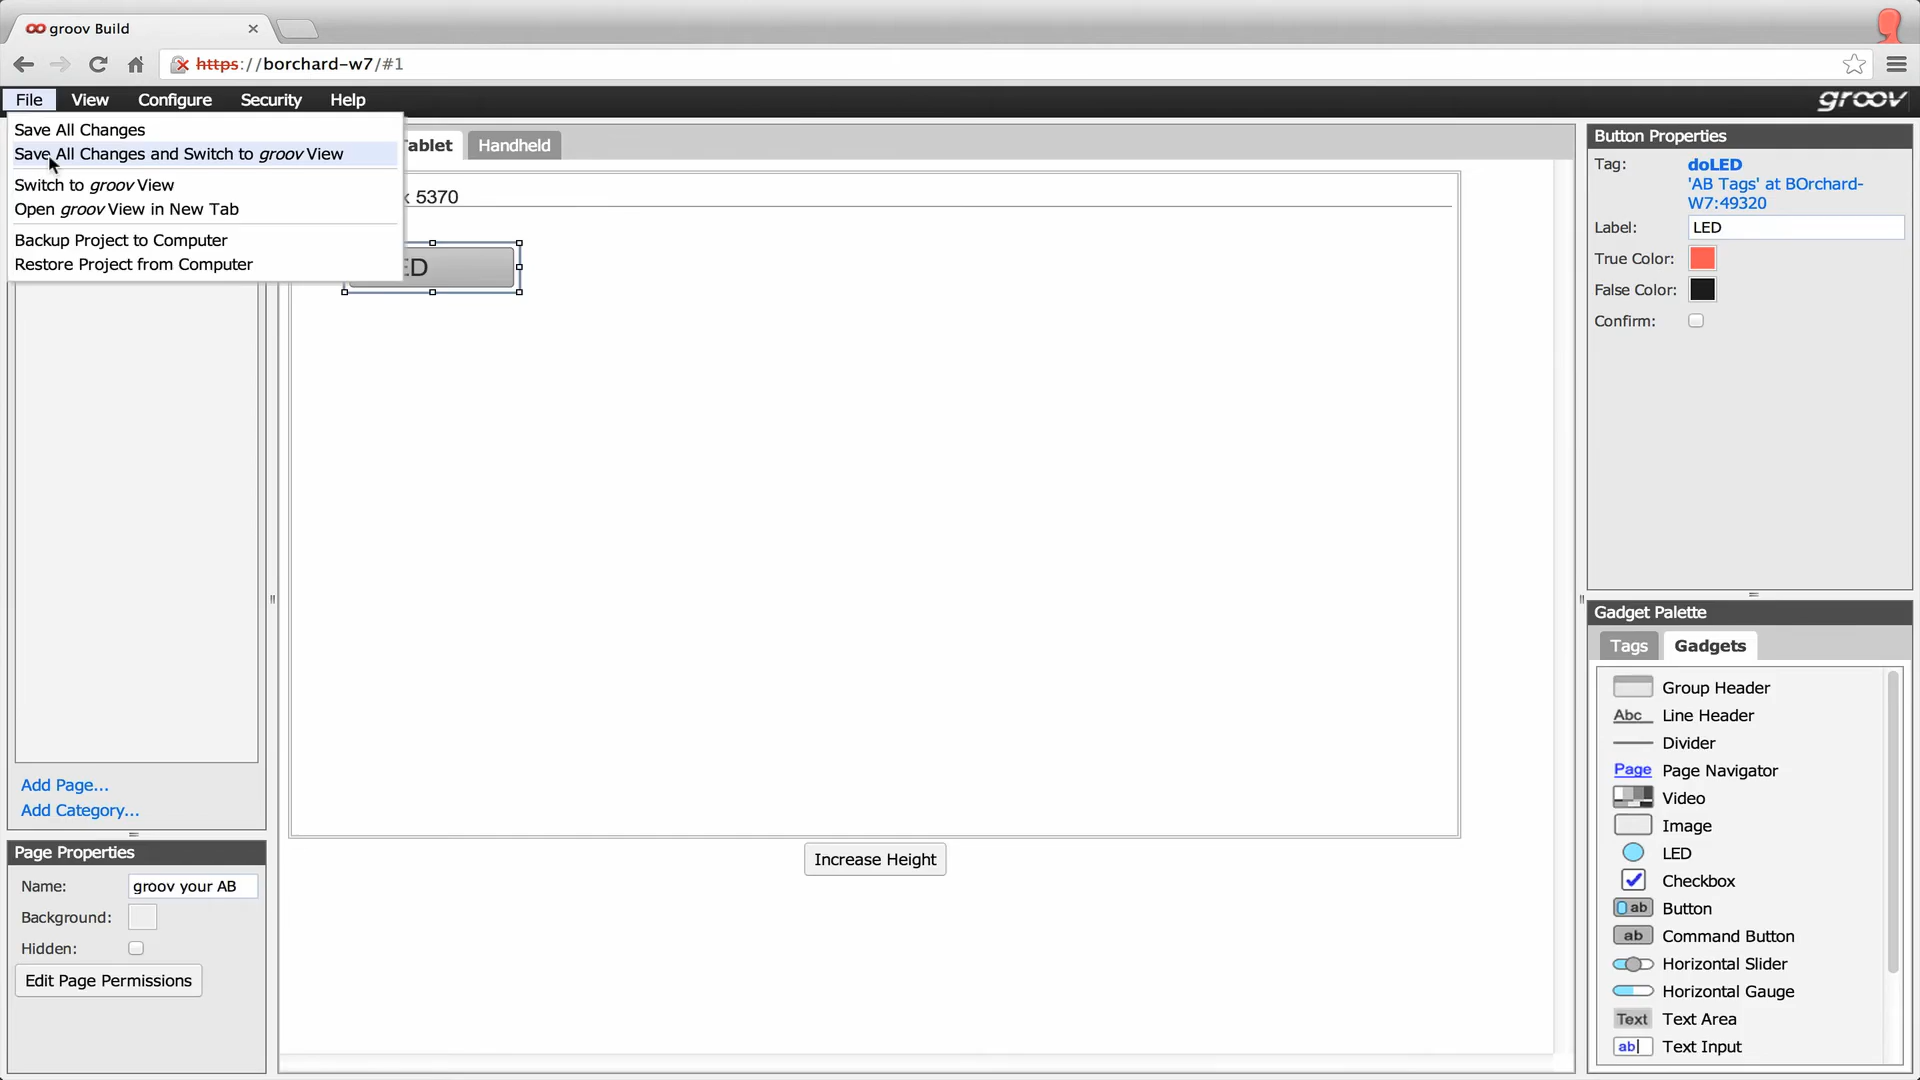 groov Build
https://borchard-w7/#1
File View Configure Security Help
groov
Save All Changes
Save All Changes and Switch to groov View
Switch to groov View
Open groov View in New Tab
Backup Project to Computer
Restore Project from Computer
Tablet Handheld
x 5370
LED
Add Page...
Add Category...
Page Properties
Name: groov your AB
Background:
Hidden:
Edit Page Permissions
Increase Height
Button Properties
Tag: doLED
'AB Tags' at BOrchard-
W7:49320
Label: LED
True Color:
False Color:
Confirm:
Gadget Palette
Tags Gadgets
Group Header
Abc Line Header
Divider
Page Page Navigator
Video
Image
LED
Checkbox
ab Button
ab Command Button
Horizontal Slider
Horizontal Gauge
Text Text Area
ab Text Input